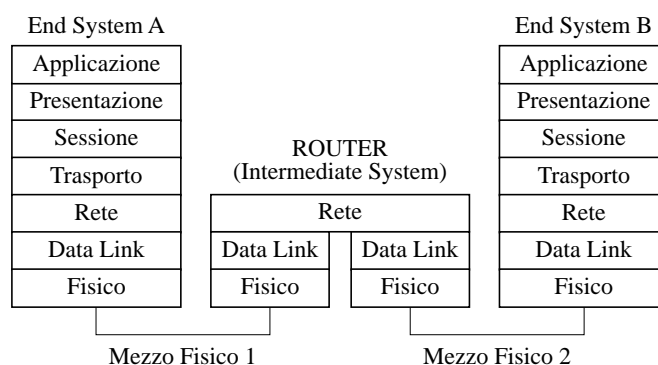 End System A
Applicazione
Presentazione
Sessione
Trasporto
Rete
Data Link
Fisico
ROUTER
(Intermediate System)
Rete
Data Link
Data Link
Fisico
Fisico
End System B
Applicazione
Presentazione
Sessione
Trasporto
Rete
Data Link
Fisico
Mezzo Fisico 1
Mezzo Fisico 2